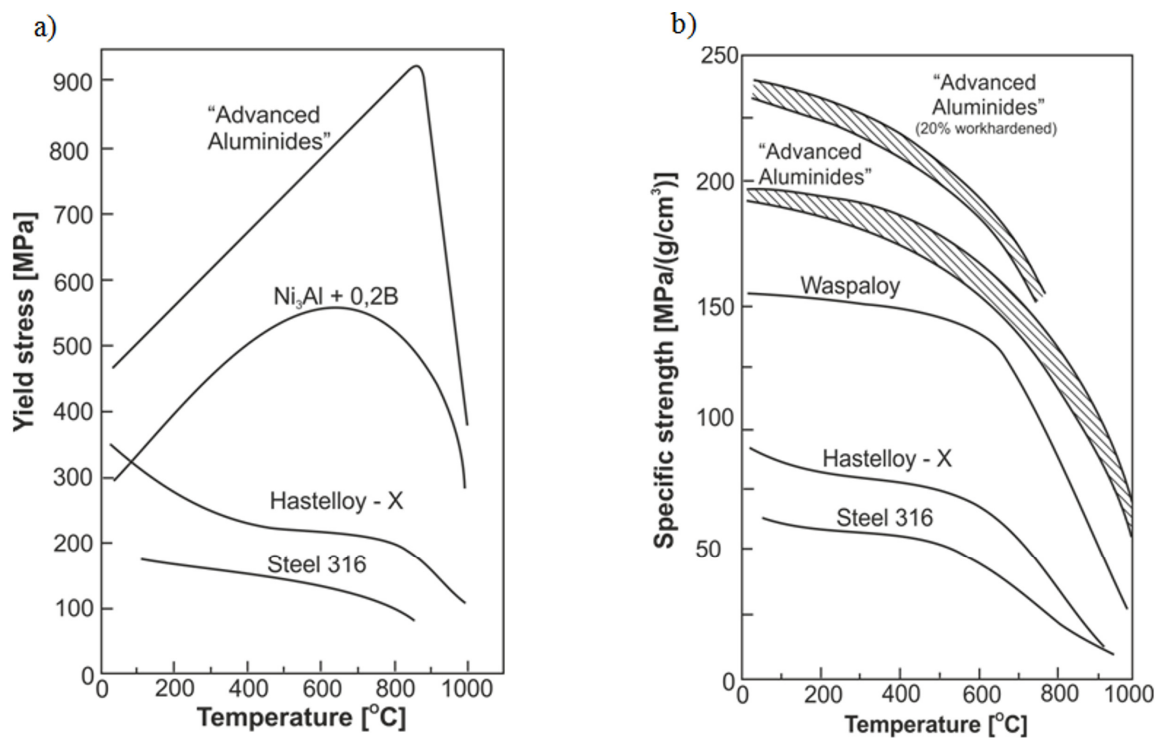 a)
Yield stress [MPa]
900
800
700
600
500
400
300
200
100
0
"Advanced
Aluminides"
Ni₃Al + 0,2B
Hastelloy - X
Steel 316
0 200 400 600 800 1000
Temperature [°C]
b)
Specific strength [MPa/(g/cm³)]
250
200
150
100
50
0
"Advanced
Aluminides"
(20% workhardened)
"Advanced
Aluminides"
Waspaloy
Hastelloy - X
Steel 316
0 200 400 600 800 1000
Temperature [°C]